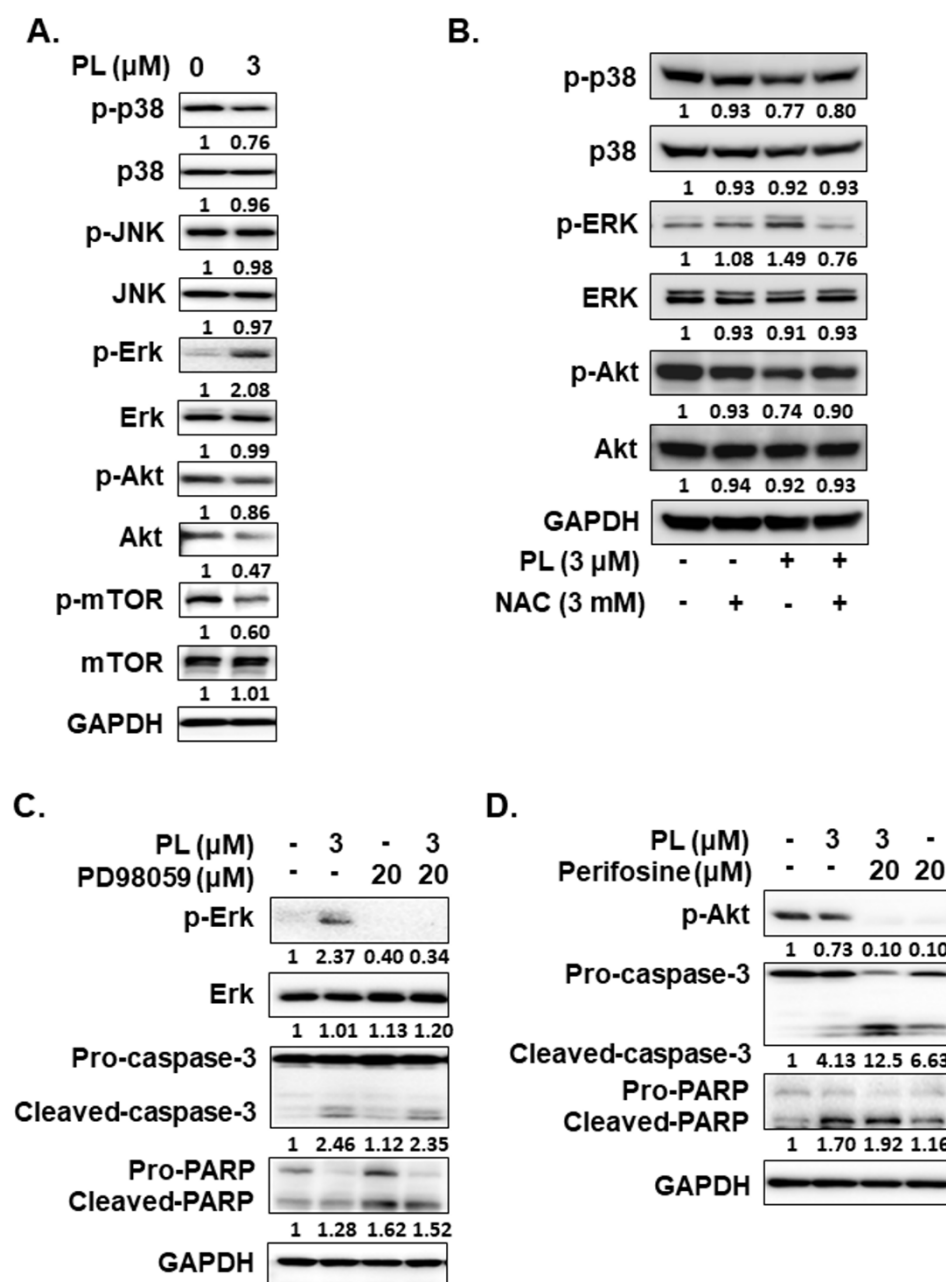 A.
PL (µM) 0 3
p-p38
1 0.76
p38
1 0.96
p-JNK
1 0.98
JNK
1 0.97
p-Erk
1 2.08
Erk
1 0.99
p-Akt
1 0.86
Akt
1 0.47
p-mTOR
1 0.60
mTOR
1 1.01
GAPDH
B.
p-p38
1 0.93 0.77 0.80
p38
1 0.93 0.92 0.93
p-ERK
1 1.08 1.49 0.76
ERK
1 0.93 0.91 0.93
p-Akt
1 0.93 0.74 0.90
Akt
1 0.94 0.92 0.93
GAPDH
PL (3 µM) - - + +
NAC (3 mM) - + - +
C.
PL (µM) - 3 - 3
PD98059 (µM) - - 20 20
p-Erk
1 2.37 0.40 0.34
Erk
1 1.01 1.13 1.20
Pro-caspase-3
Cleaved-caspase-3
1 2.46 1.12 2.35
Pro-PARP
Cleaved-PARP
1 1.28 1.62 1.52
GAPDH
D.
PL (µM) - 3 3 -
Perifosine (µM) - - 20 20
p-Akt
1 0.73 0.10 0.10
Pro-caspase-3
Cleaved-caspase-3
1 4.13 12.5 6.63
Pro-PARP
Cleaved-PARP
1 1.70 1.92 1.16
GAPDH